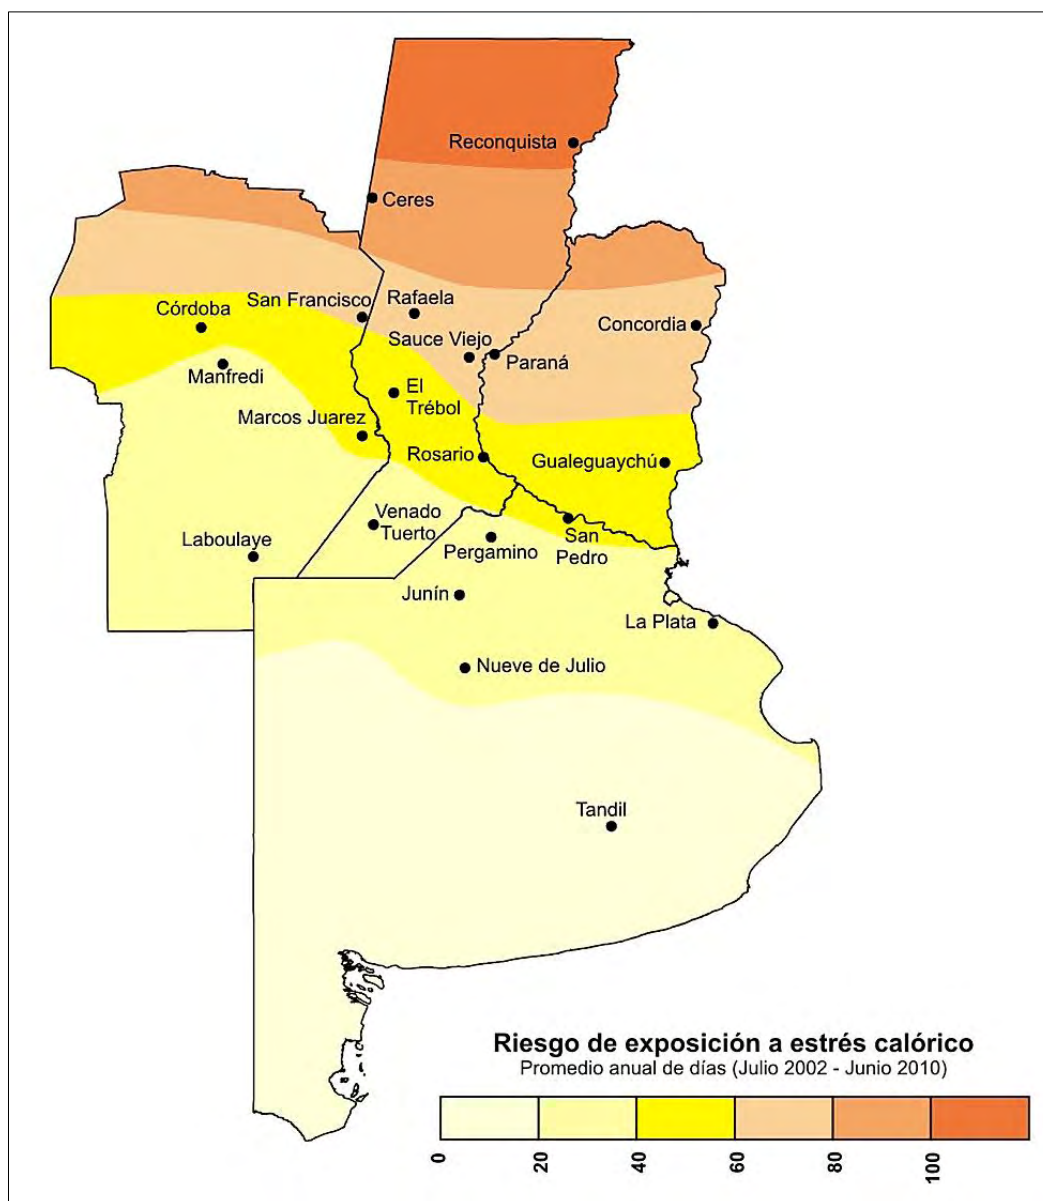 Reconquista
Ceres
San Francisco
Rafaela
Córdoba
Concordia
Sauce Viejo
Paraná
Manfredi
El
Trébol
Marcos Juarez
Rosario
Gualeguaychú
Venado
Tuerto
San
Pedro
Laboulaye
Pergamino
Junín
La Plata
Nueve de Julio
Tandil
Riesgo de exposición a estrés calórico
Promedio anual de días (Julio 2002 - Junio 2010)
0
20
40
60
80
100